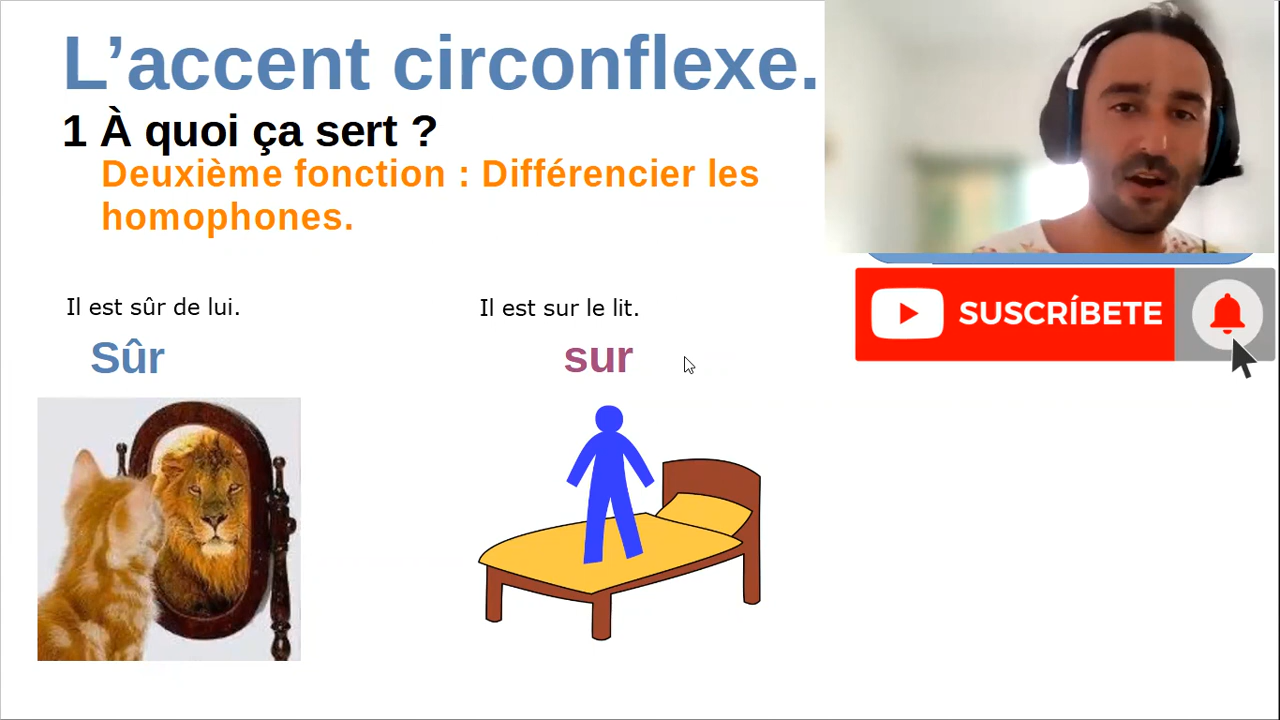 L’accent circonflexe.
1 À quoi ça sert ?
Deuxième fonction : Différencier les
homophones.
SUSCRÍBETE
Il est sûr de lui.
Il est sur le lit.
Sûr
sur